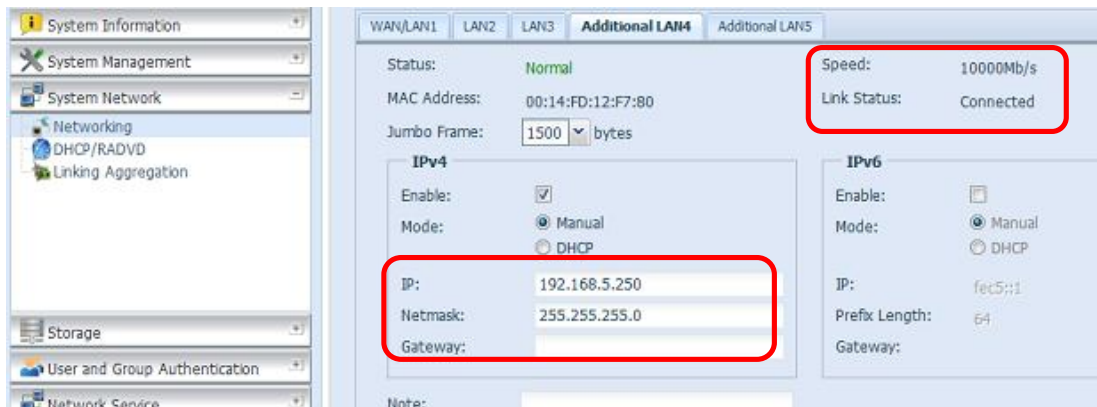 System Information
System Management
System Network
Networking
DHCP/RADVD
Linking Aggregation
Storage
User and Group Authentication
Network Service
WAN/LAN1 LAN2 LAN3 Additional LAN4 Additional LAN5
Status: Normal Speed: 10000Mb/s
MAC Address: 00:14:FD:12:F7:80 Link Status: Connected
Jumbo Frame: 1500 bytes
IPv4 IPv6
Enable: Enable:
Mode: Manual Mode: Manual
DHCP DHCP
IP: 192.168.5.250 IP: fec5::1
Netmask: 255.255.255.0 Prefix Length: 64
Gateway: Gateway:
Note: